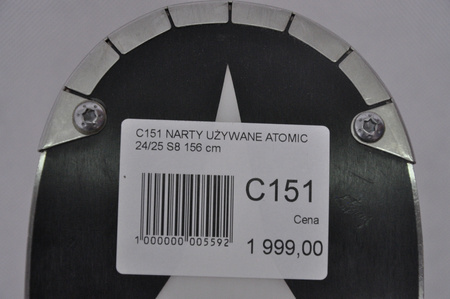 C151 NARTY UŻYWANE ATOMIC
24/25 S8 156 cm
C151
Cena
1 000000 005592
1 999,00